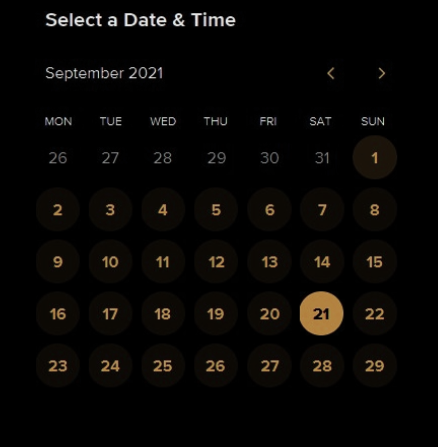 Select a Date & Time
September 2021
MON TUE WED THU FRI SAT SUN
26 27 28 29 30 31 1
2 3 4 5 6 7 8
9 10 11 12 13 14 15
16 17 18 19 20 21 22
23 24 25 26 27 28 29